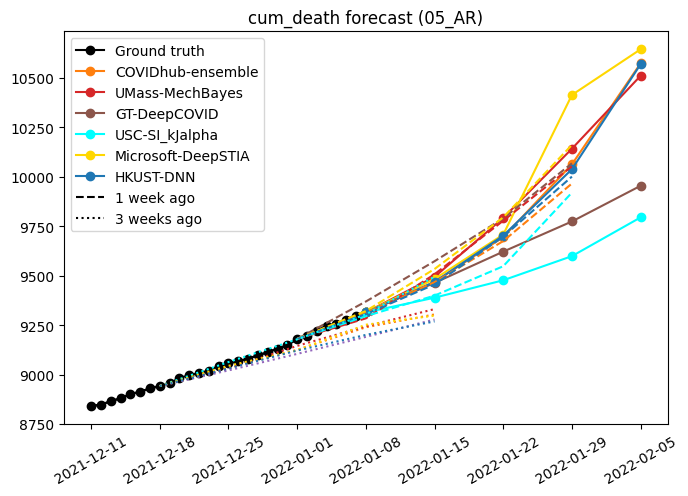 cum_death forecast (05_AR)
Ground truth
COVIDhub-ensemble
UMass-MechBayes
GT-DeepCOVID
USC-SI_kJalpha
Microsoft-DeepSTIA
HKUST-DNN
1 week ago
3 weeks ago
10500
10250
10000
9750
9500
9250
9000
8750
2021-12-11
2021-12-18
2021-12-25
2022-01-01
2022-01-08
2022-01-15
2022-01-22
2022-01-29
2022-02-05